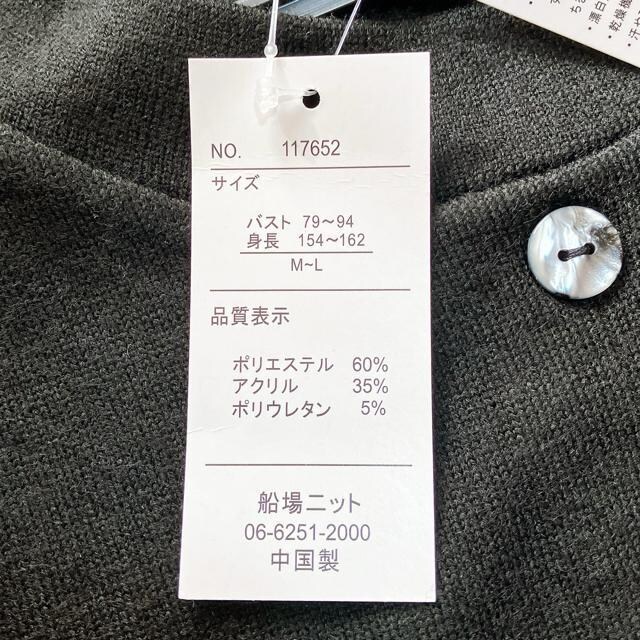 NO. 117652
サイズ
バスト 79〜94
身長 154〜162
M~L
品質表示
ポリエステル 60%
アクリル 35%
ポリウレタン 5%
船場ニット
06-6251-2000
中国製